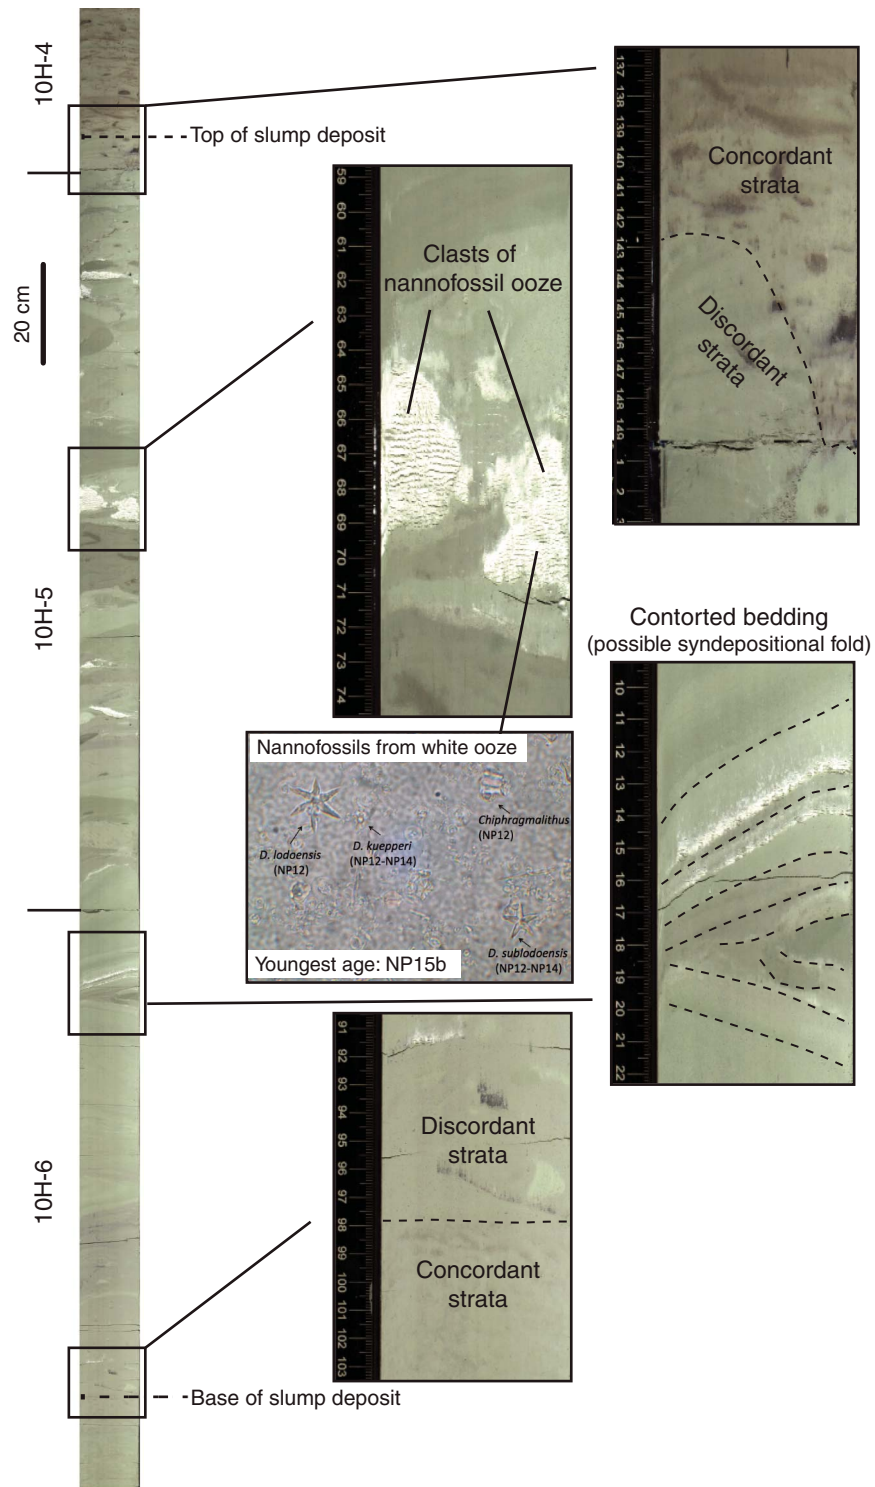 10H-4
Top of slump deposit
20 cm
10H-5
10H-6
Base of slump deposit
137
138
139
140
141
142
143
144
145
146
147
148
149
1
2
3
Concordant
strata
Discordant
strata
59
60
61
62
63
64
65
66
67
68
69
70
71
72
73
74
Clasts of
nannofossil ooze
Contorted bedding
(possible syndepositional fold)
10
11
12
13
14
15
16
17
18
19
20
21
22
Nannofossils from white ooze
D. lodoensis
(NP12)
D. kuepperi
(NP12-NP14)
Chiphragmalithus
(NP12)
D. sublodoensis
(NP12-NP14)
Youngest age: NP15b
91
92
93
94
95
96
97
98
99
100
101
102
103
Discordant
strata
Concordant
strata